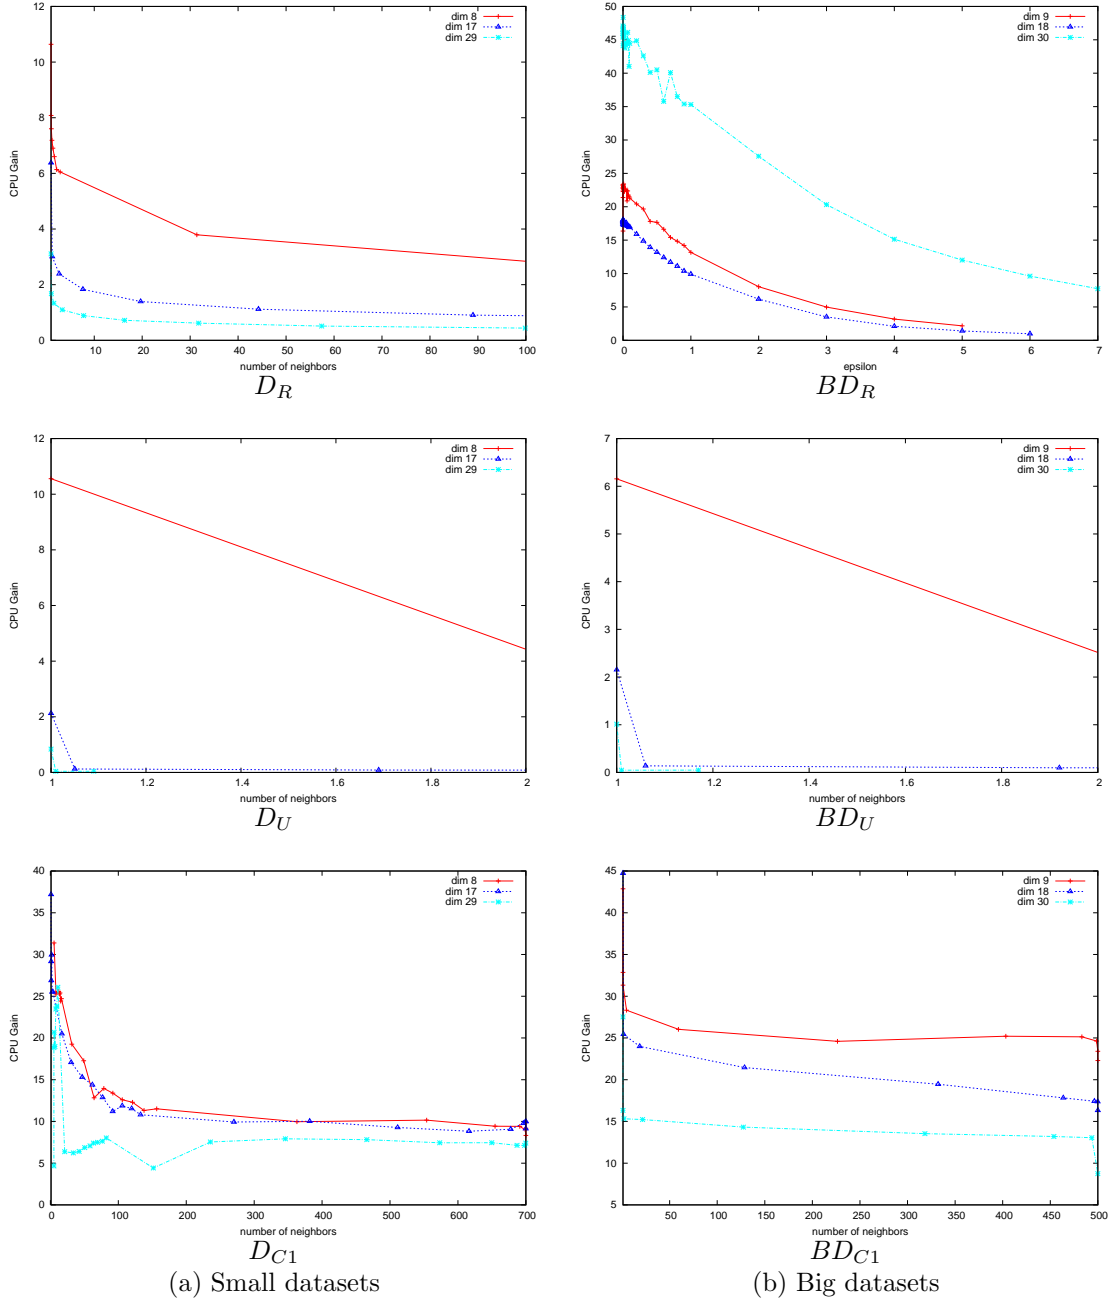 12
10
8
6
4
2
0
CPU Gain
dim 8
dim 17
dim 29
10 20 30 40 50 60 70 80 90 100
number of neighbors
D_R
50
45
40
35
30
25
20
15
10
5
0
CPU Gain
dim 9
dim 18
dim 30
0 1 2 3 4 5 6 7
epsilon
BD_R
12
10
8
6
4
2
0
CPU Gain
dim 8
dim 17
dim 29
1 1.2 1.4 1.6 1.8 2
number of neighbors
D_U
7
6
5
4
3
2
1
0
CPU Gain
dim 9
dim 18
dim 30
1 1.2 1.4 1.6 1.8 2
number of neighbors
BD_U
40
35
30
25
20
15
10
5
0
CPU Gain
dim 8
dim 17
dim 29
0 100 200 300 400 500 600 700
number of neighbors
D_{C1}
45
40
35
30
25
20
15
10
5
CPU Gain
dim 9
dim 18
dim 30
50 100 150 200 250 300 350 400 450 500
number of neighbors
BD_{C1}
(a) Small datasets
(b) Big datasets